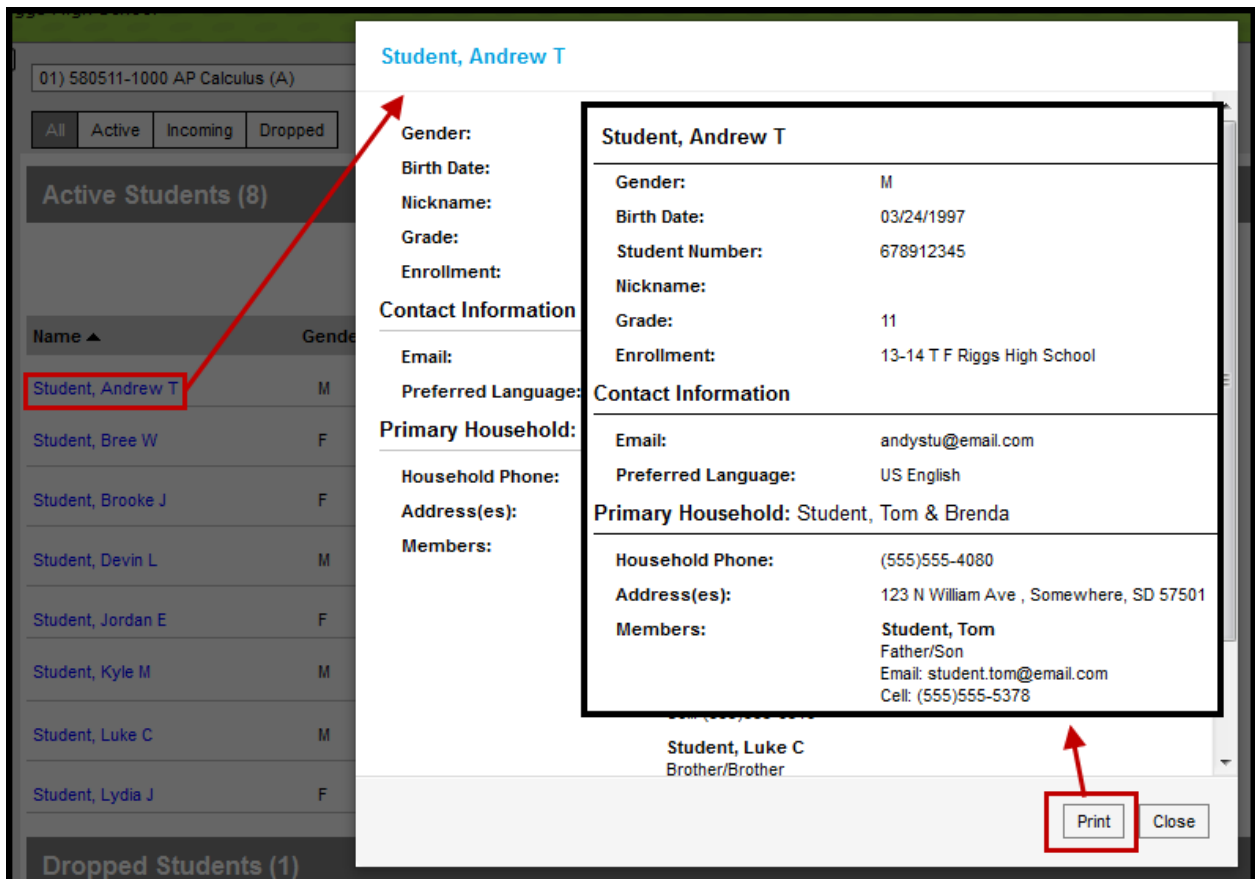 Riggs High School
01) 580511-1000 AP Calculus (A)
All Active Incoming Dropped
Active Students (8)
Name Gende
Student, Andrew T M
Student, Bree W F
Student, Brooke J F
Student, Devin L M
Student, Jordan E F
Student, Kyle M M
Student, Luke C M
Student, Lydia J F
Dropped Students (1)
Student, Andrew T
Gender:
Birth Date:
Nickname:
Grade:
Enrollment:
Contact Information
Email:
Preferred Language:
Primary Household:
Household Phone:
Address(es):
Members:
Student, Andrew T
Gender: M
Birth Date: 03/24/1997
Student Number: 678912345
Nickname:
Grade: 11
Enrollment: 13-14 T F Riggs High School
Contact Information
Email: andystu@email.com
Preferred Language: US English
Primary Household: Student, Tom & Brenda
Household Phone: (555)555-4080
Address(es): 123 N William Ave , Somewhere, SD 57501
Members: Student, Tom
Father/Son
Email: student.tom@email.com
Cell: (555)555-5378
Student, Luke C
Brother/Brother
Print Close